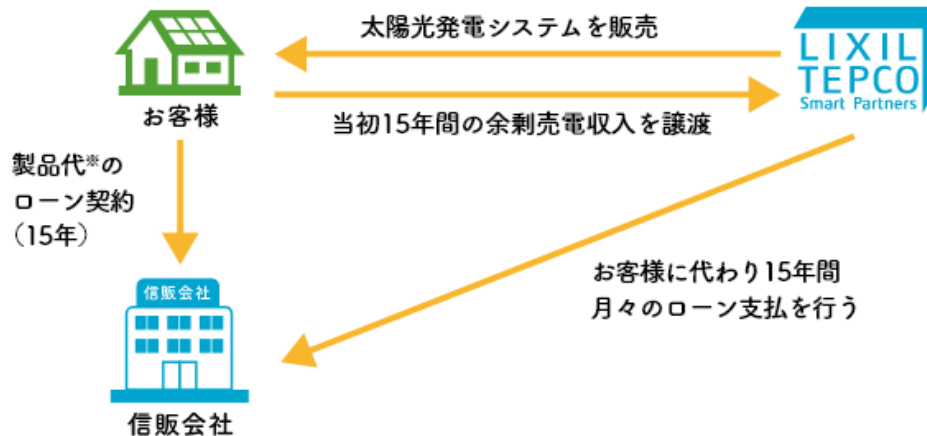 太陽光発電システムを販売
LIXIL
TEPCO
Smart Partners
お客様
当初15年間の余剰売電収入を譲渡
製品代※の
ローン契約
（15年）
お客様に代わり15年間
月々のローン支払を行う
信販会社
信販会社